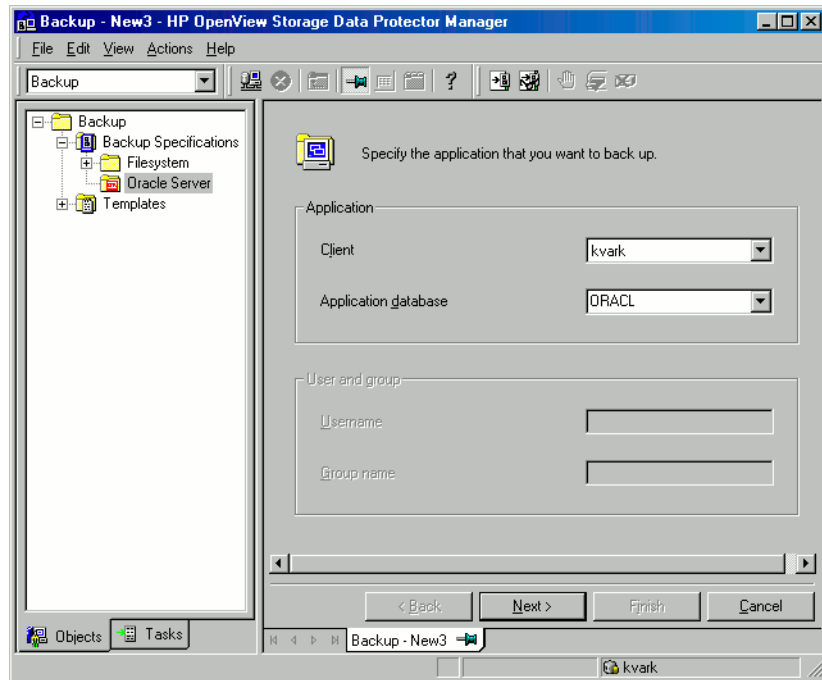 Backup - New3 - HP OpenView Storage Data Protector Manager
File Edit View Actions Help
Backup
Backup
Backup Specifications
Filesystem
Oracle Server
Templates
Specify the application that you want to back up.
Application
Client
kvark
Application database
ORACL
User and group
Username
Group name
< Back
Next >
Finish
Cancel
Objects
Tasks
Backup - New3
kvark